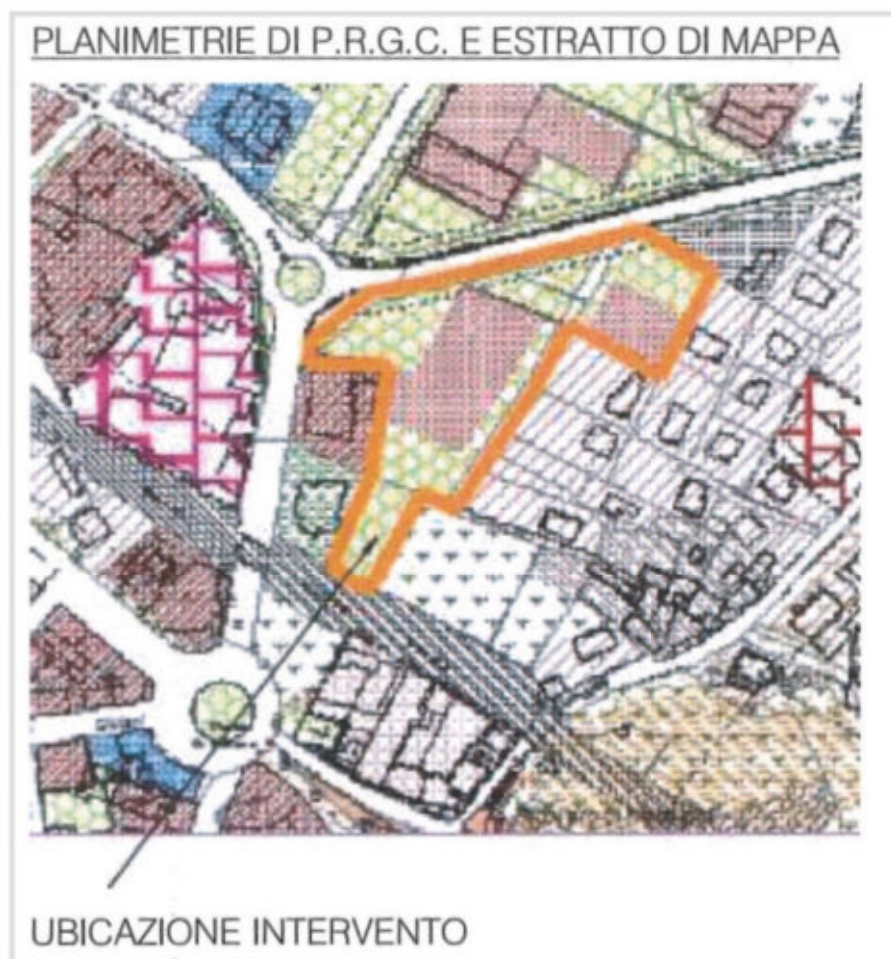 PLANIMETRIE DI P.R.G.C. E ESTRATTO DI MAPPA
UBICAZIONE INTERVENTO